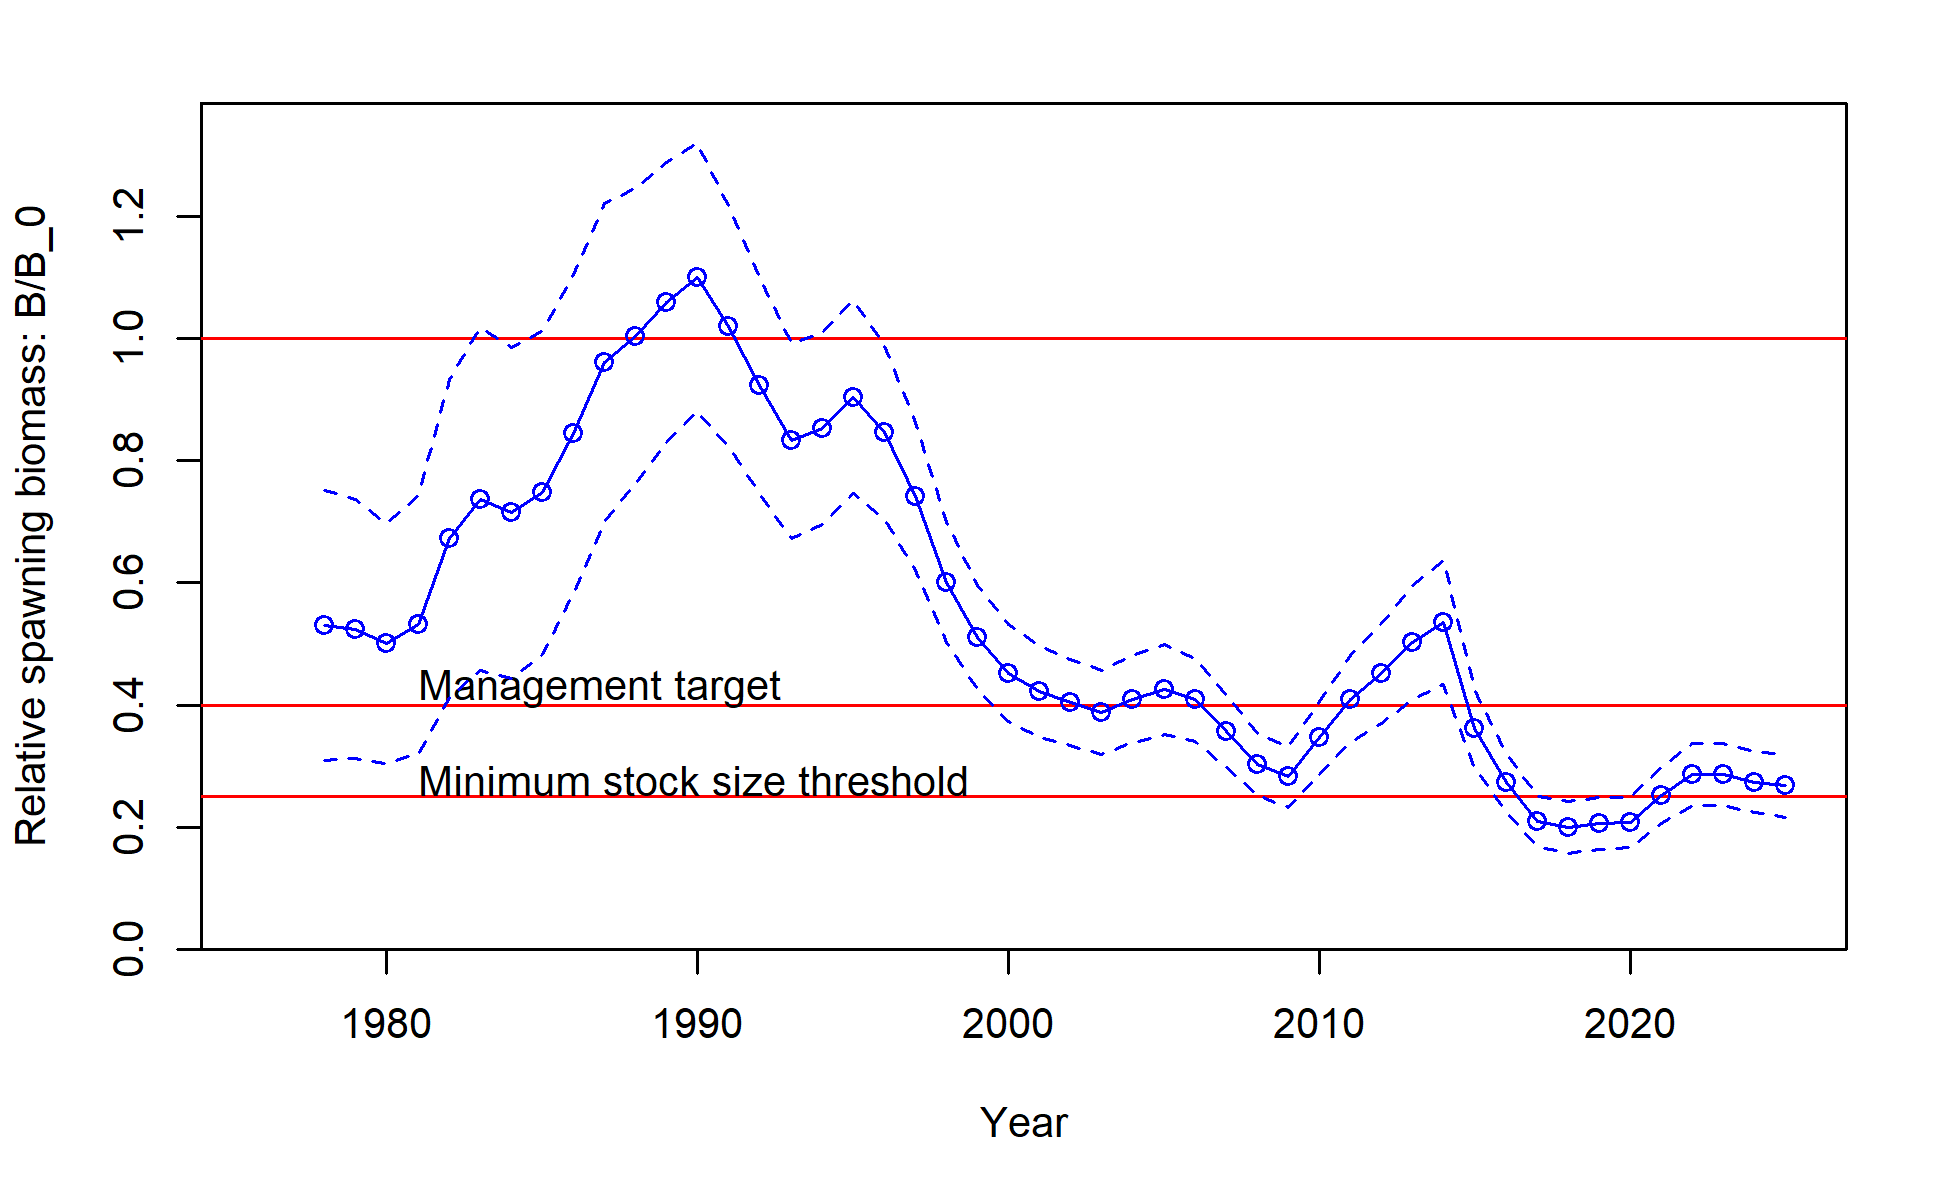 Relative spawning biomass: B/B_0
1.2
1.0
0.8
0.6
0.4
0.2
0.0
Management target
Minimum stock size threshold
1980 1990 2000 2010 2020
Year